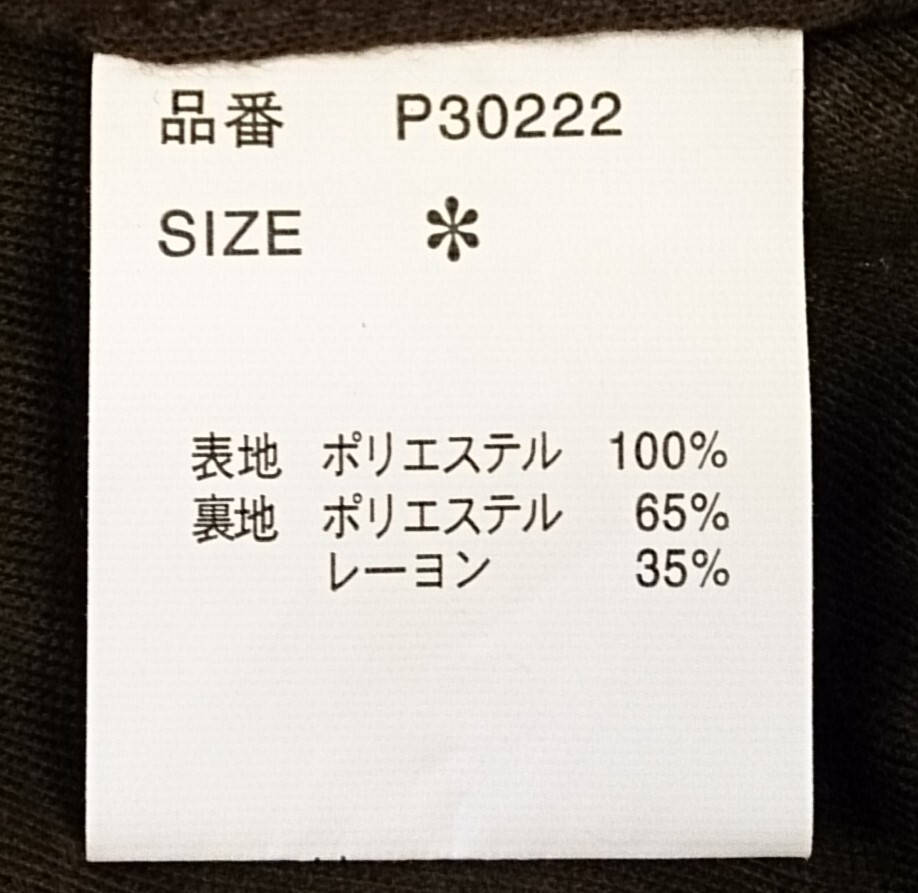 品番 P30222
SIZE ✻
表地 ポリエステル 100%
裏地 ポリエステル 65%
レーヨン 35%